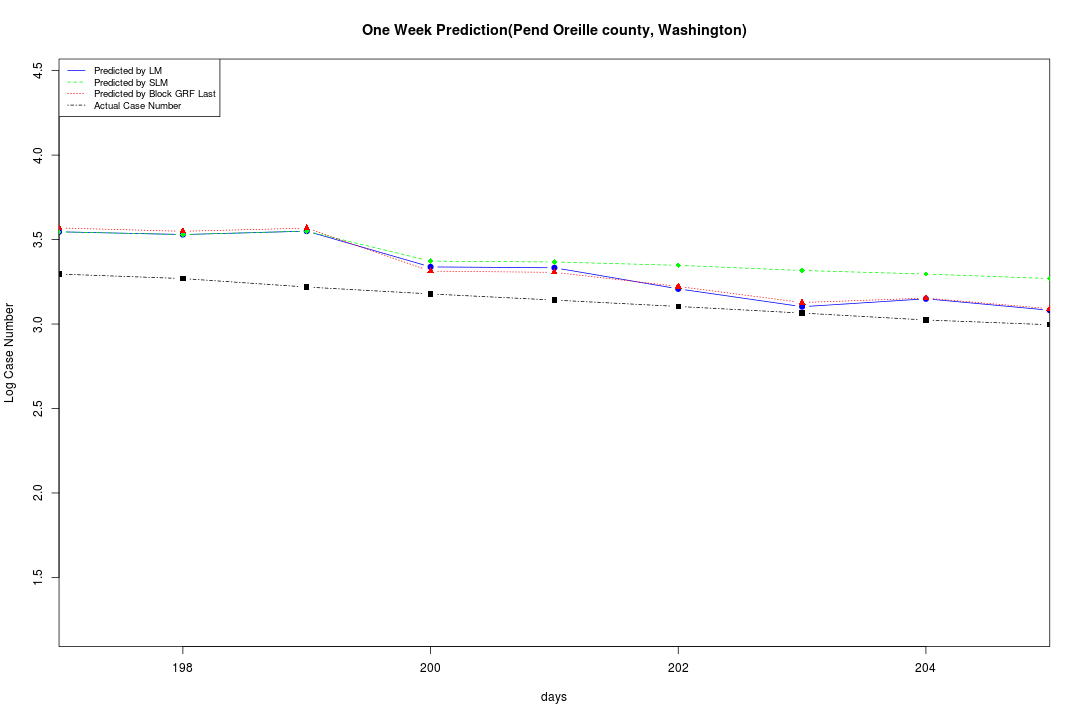 One Week Prediction(Pend Oreille county, Washington)
Predicted by LM
Predicted by SLM
Predicted by Block GRF Last
Actual Case Number
4.5
4.0
3.5
3.0
2.5
2.0
1.5
Log Case Number
198
200
202
204
days